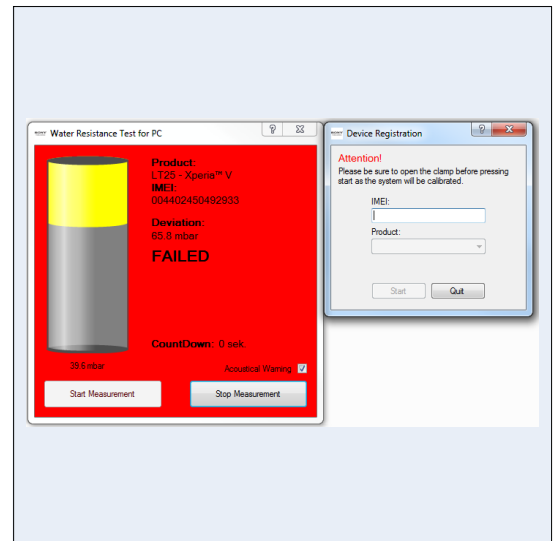 Water Resistance Test for PC
Product:
LT25 - Xperia™ V
IMEI:
004402450492933
Deviation:
65.8 mbar
FAILED
CountDown: 0 sek.
Acoustical Warning
Start Measurement
Stop Measurement
SONY
Device Registration
Attention!
Please be sure to open the clamp before pressing
start as the system will be calibrated.
IMEI:
Product:
Start
Quit